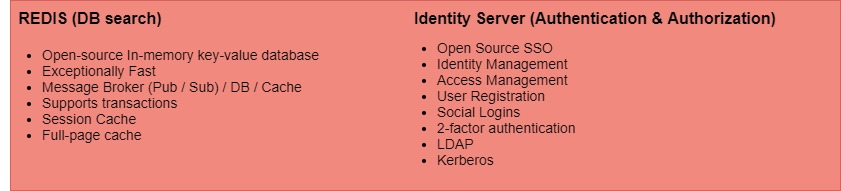 REDIS (DB search)
• Open-source In-memory key-value database
• Exceptionally Fast
• Message Broker (Pub / Sub) / DB / Cache
• Supports transactions
• Session Cache
• Full-page cache
Identity Server (Authentication & Authorization)
• Open Source SSO
• Identity Management
• Access Management
• User Registration
• Social Logins
• 2-factor authentication
• LDAP
• Kerberos